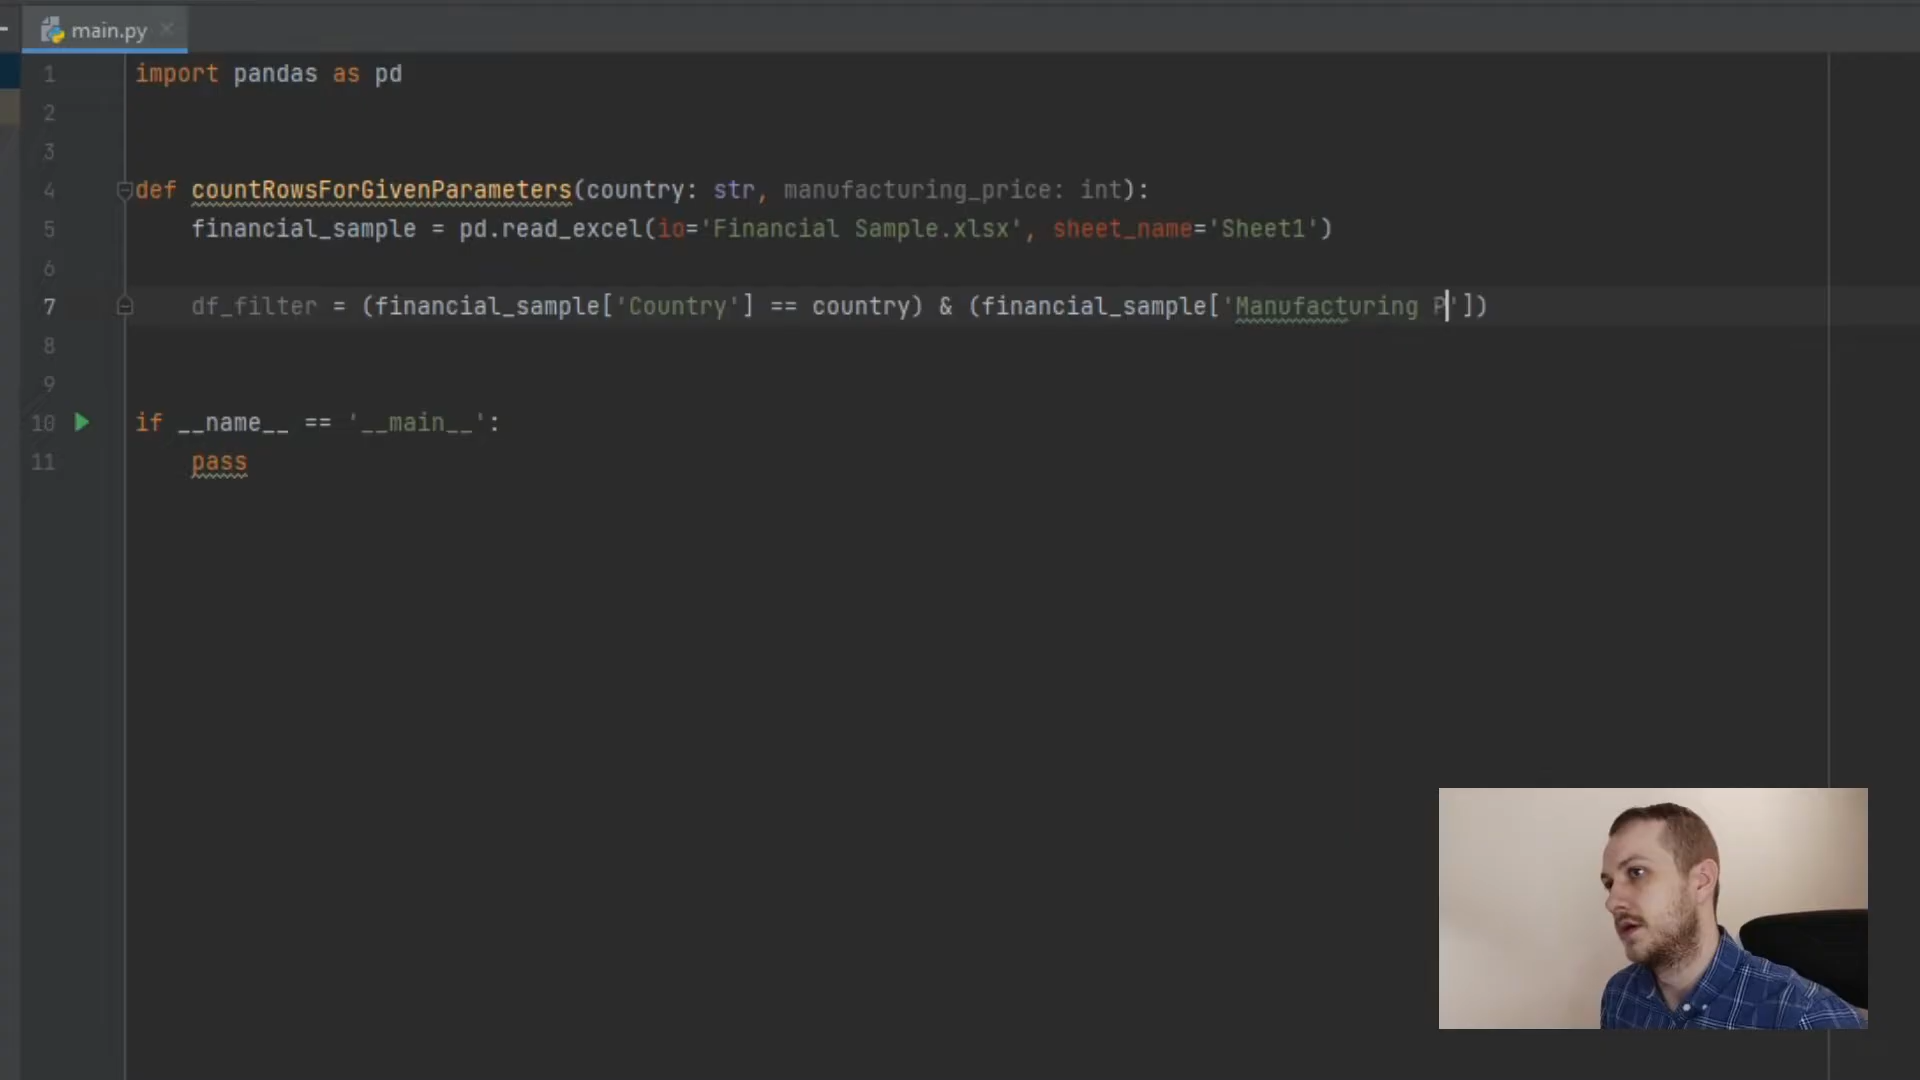 main.py
1 import pandas as pd
2
3
4 def countRowsForGivenParameters(country: str, manufacturing_price: int):
5 financial_sample = pd.read_excel(io='Financial Sample.xlsx', sheet_name='Sheet1')
6
7 df_filter = (financial_sample['Country'] == country) & (financial_sample['Manufacturing P'])
8
9
10 if __name__ == '__main__':
11 pass